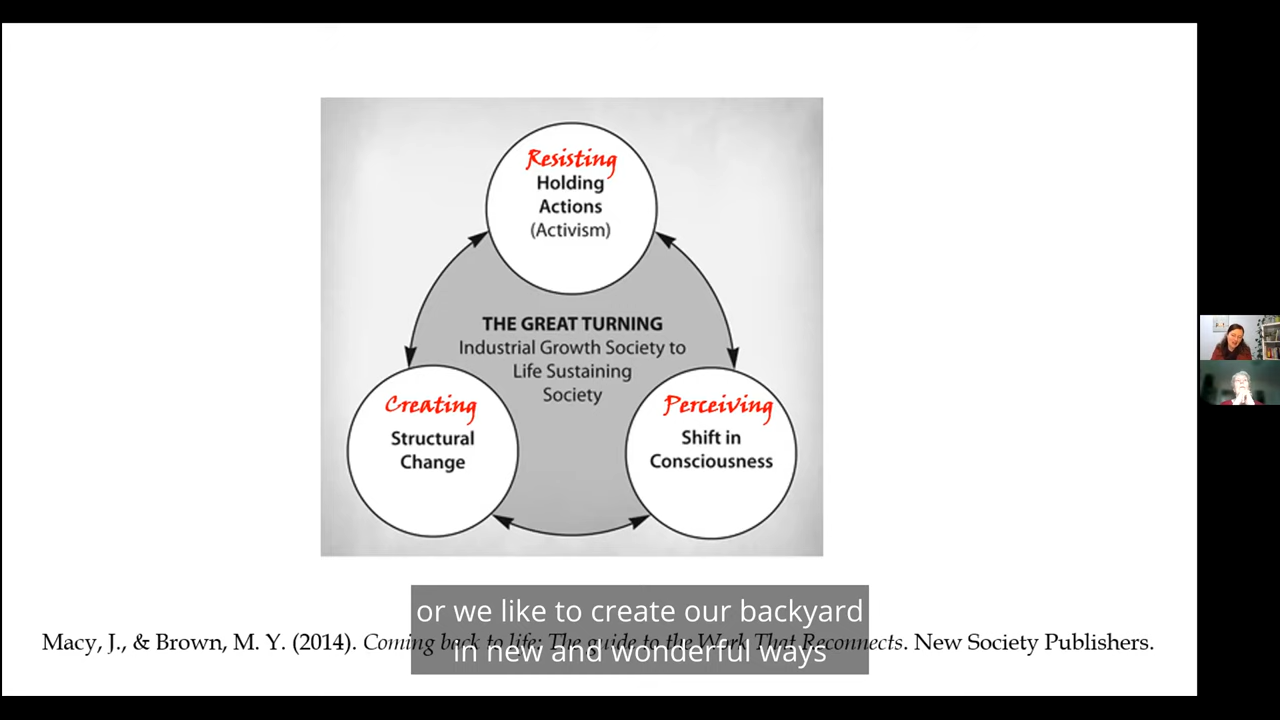 Resisting
Holding
Actions
(Activism)
THE GREAT TURNING
Industrial Growth Society to
Life Sustaining
Society
Creating
Structural
Change
Perceiving
Shift in
Consciousness
or we like to create our backyard
in new and wonderful ways
Macy, J., & Brown, M. Y. (2014). Coming back to life: The guide to the Work That Reconnects. New Society Publishers.